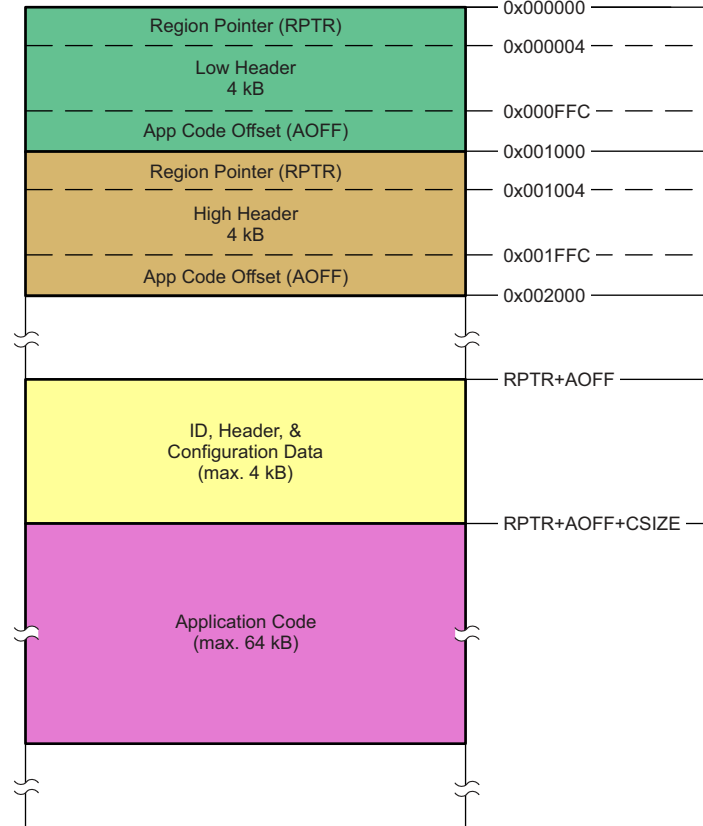 0x000000
Region Pointer (RPTR)
0x000004
Low Header
4 kB
0x000FFC
App Code Offset (AOFF)
0x001000
Region Pointer (RPTR)
0x001004
High Header
4 kB
0x001FFC
App Code Offset (AOFF)
0x002000
RPTR+AOFF
ID, Header, &
Configuration Data
(max. 4 kB)
RPTR+AOFF+CSIZE
Application Code
(max. 64 kB)